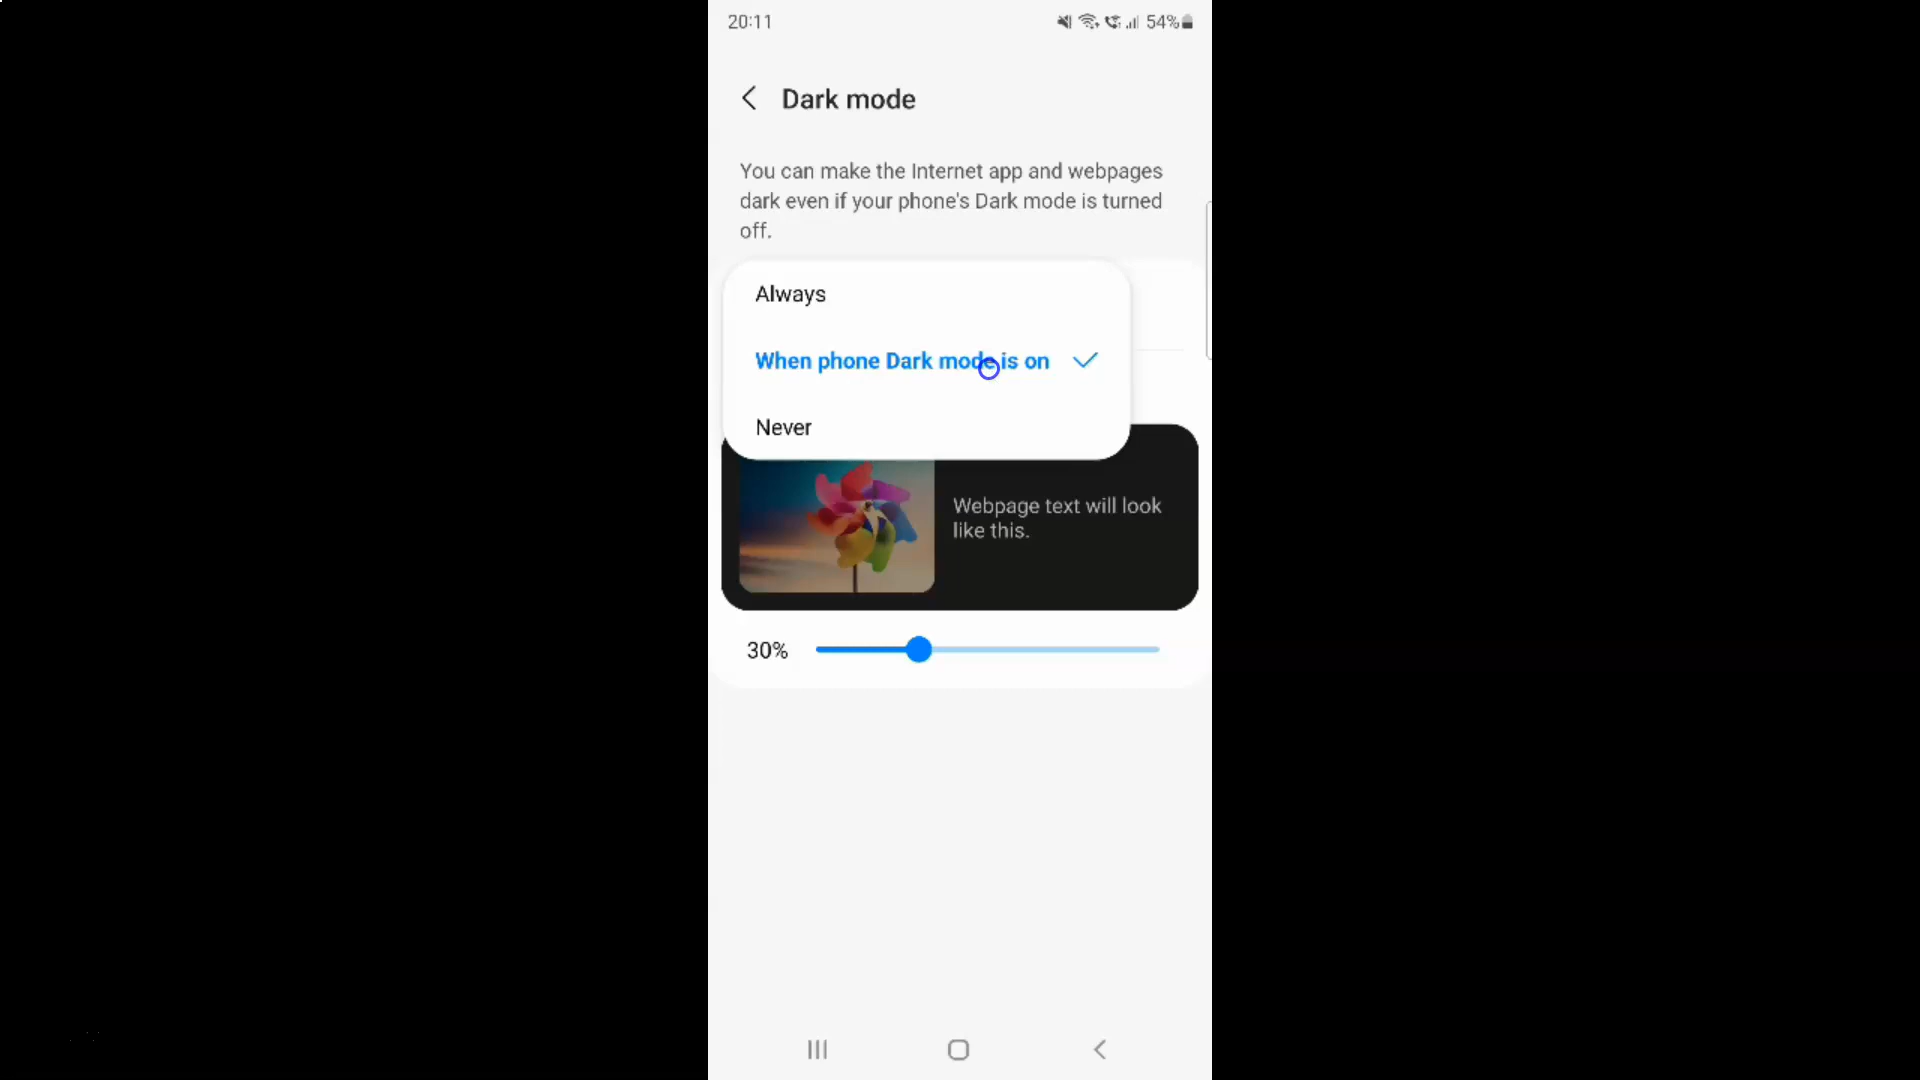 20:11
54%
Dark mode
You can make the Internet app and webpages
dark even if your phone's Dark mode is turned
off.
Always
When phone Dark mode is on
Never
Webpage text will look
like this.
30%